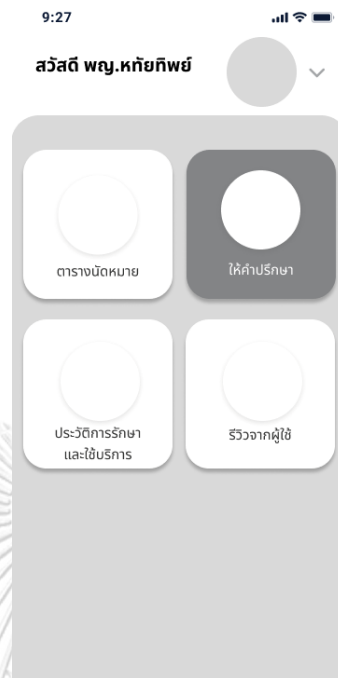 9:27
สวัสดี พญ.หทัยทิพย์
ตารางนัดหมาย
ให้คำปรึกษา
ประวัติการรักษา
และใช้บริการ
รีวิวจากผู้ใช้